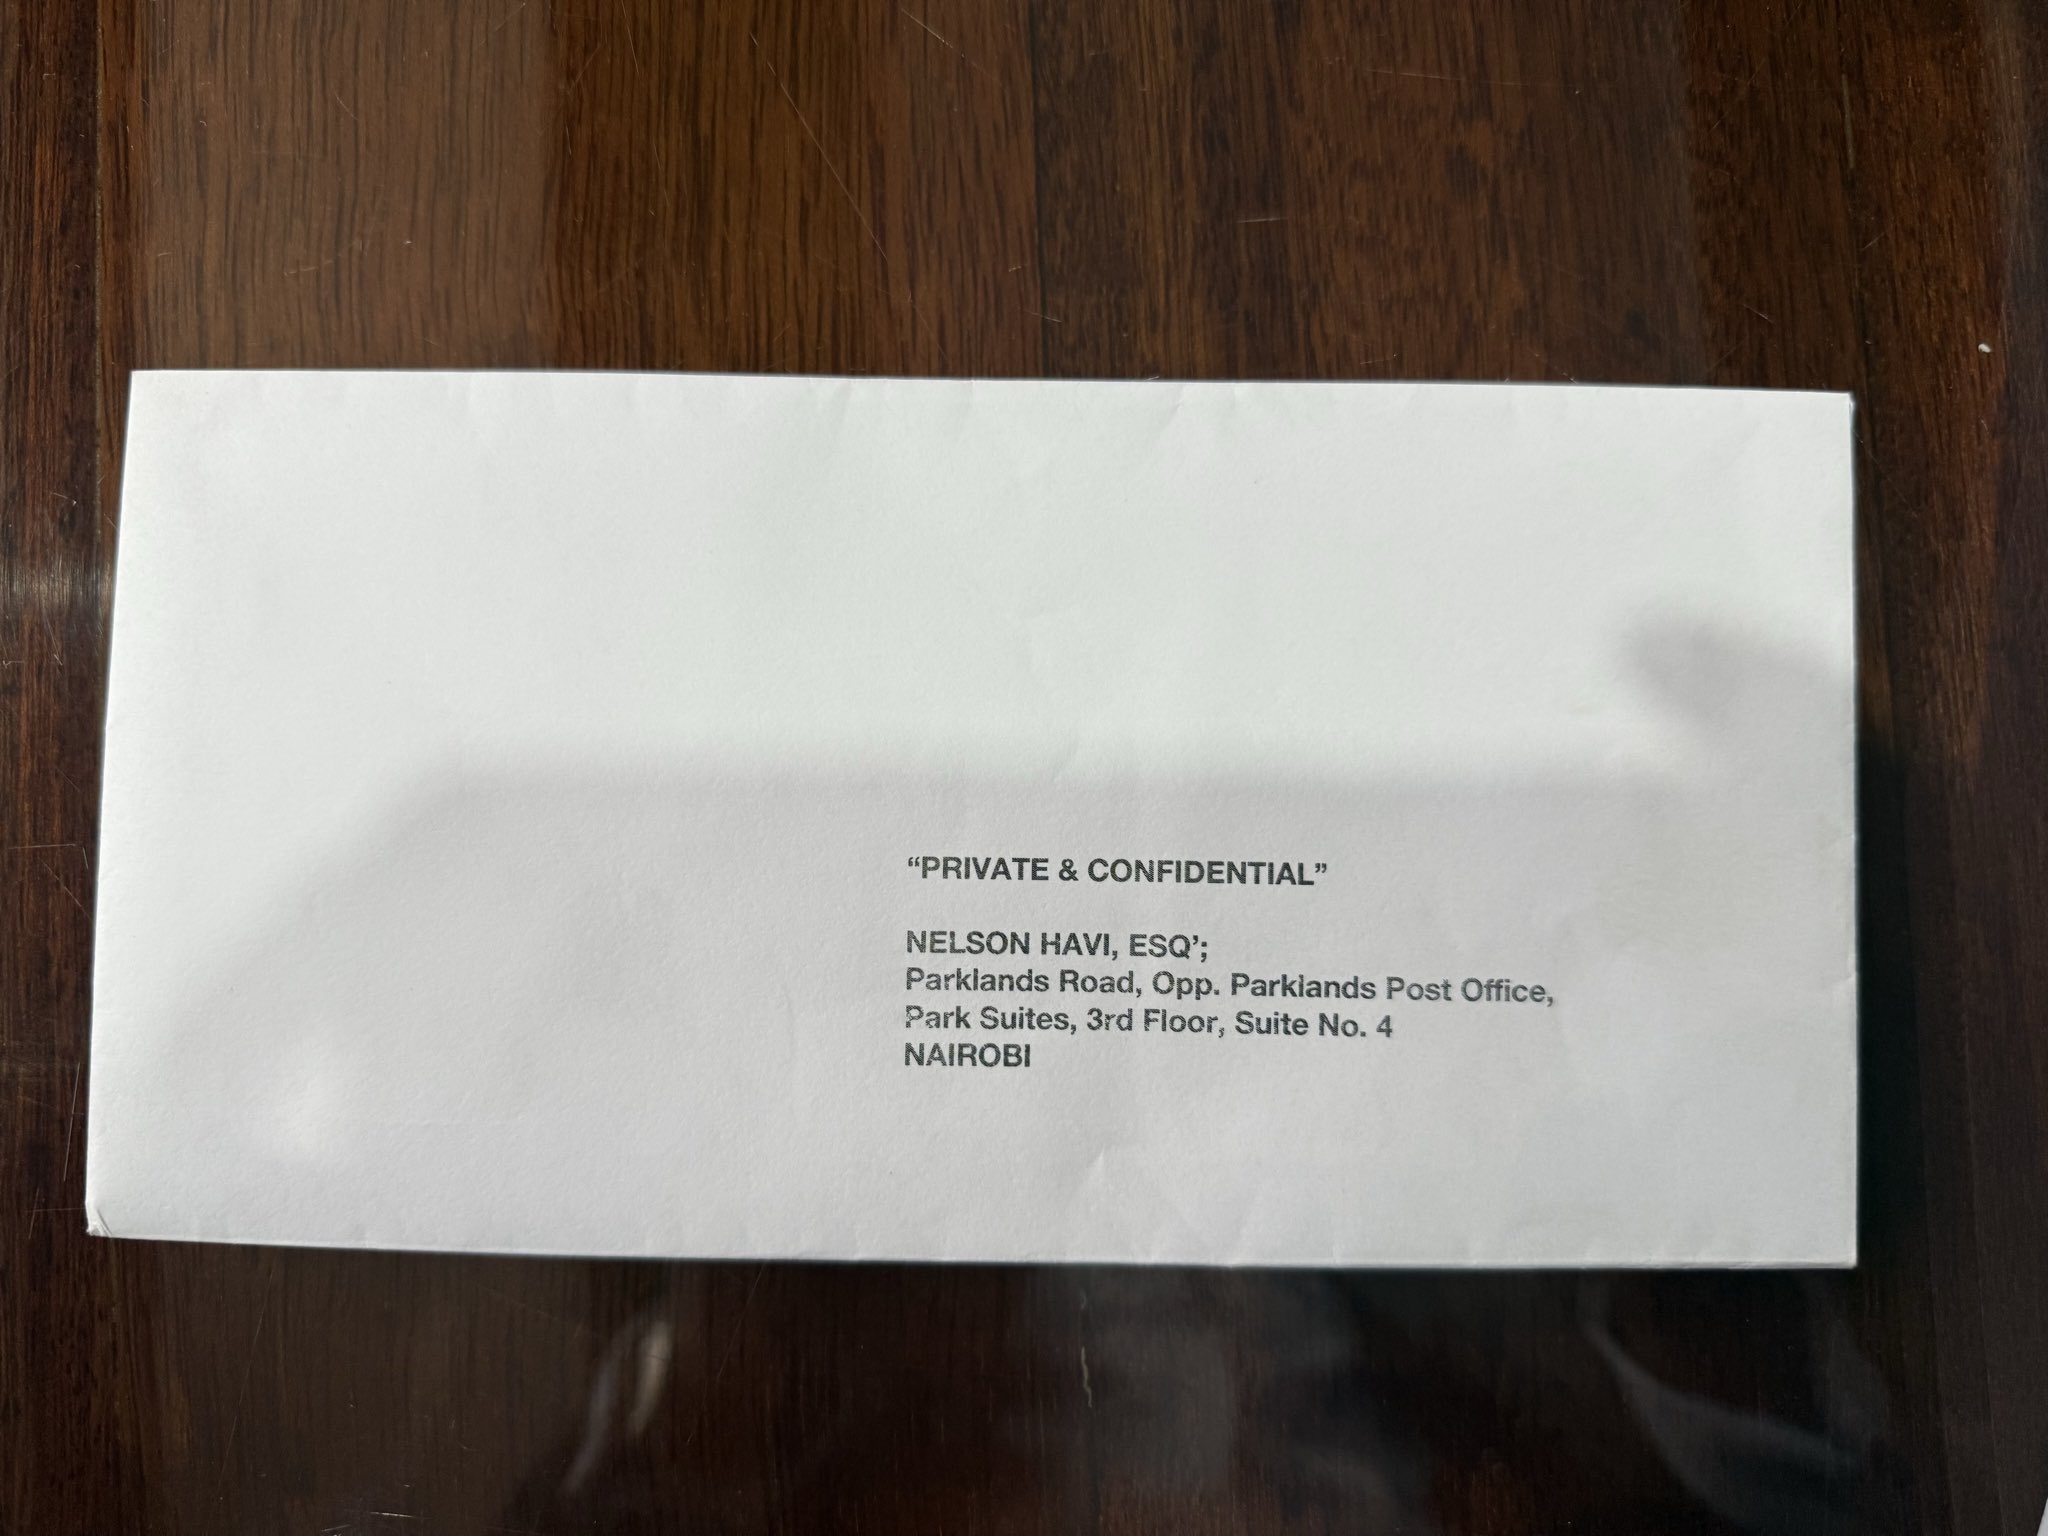 “PRIVATE & CONFIDENTIAL”
NELSON HAVI, ESQ’;
Parklands Road, Opp. Parklands Post Office,
Park Suites, 3rd Floor, Suite No. 4
NAIROBI